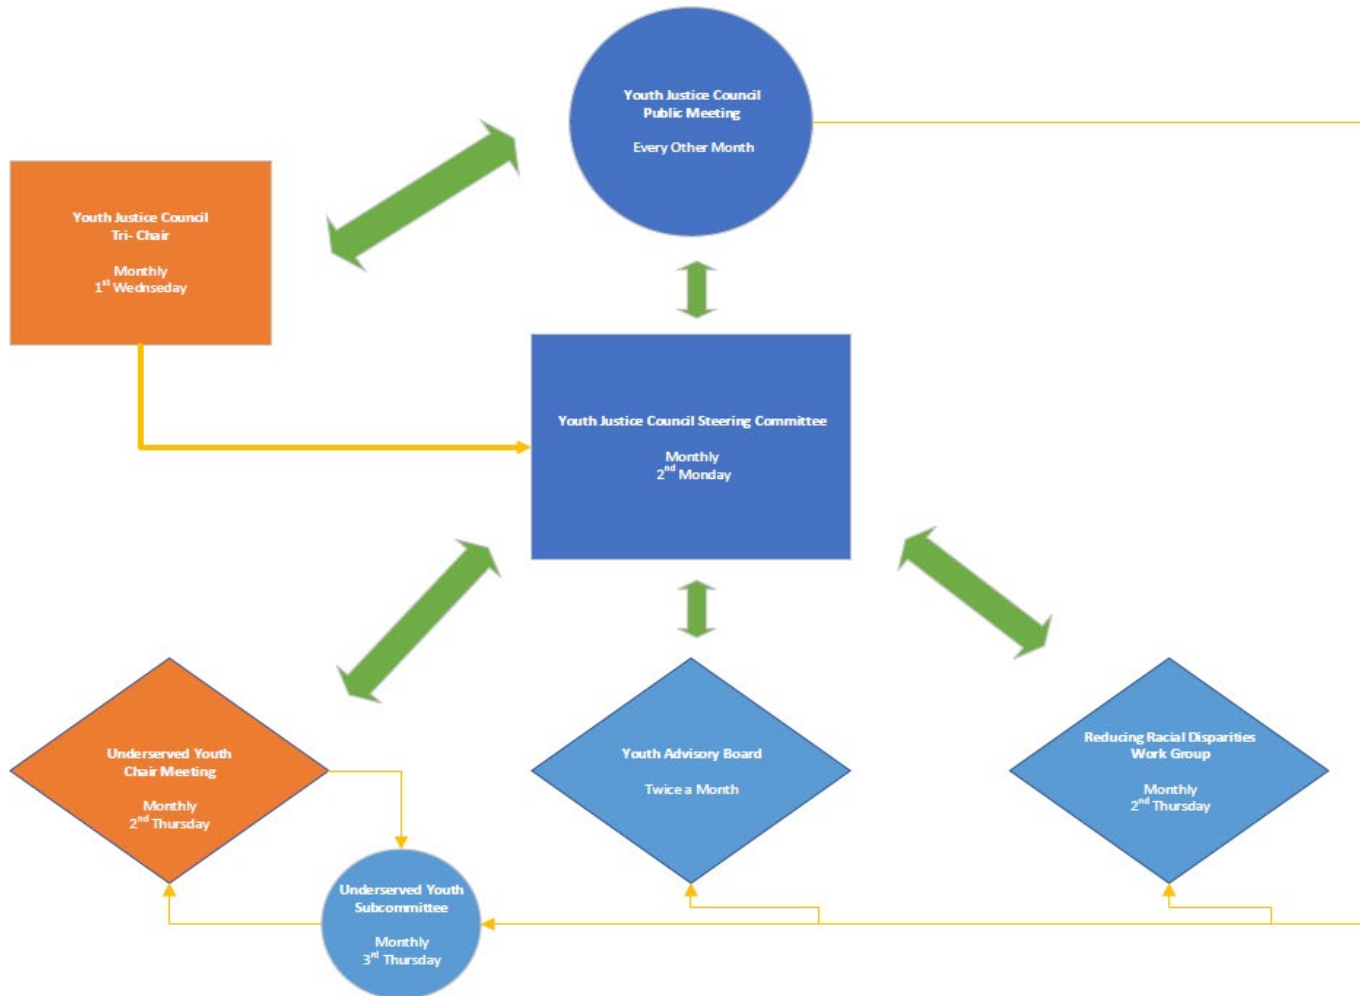 Youth Justice Council
Public Meeting
Every Other Month
Youth Justice Council
Tri- Chair
Monthly
1st Wednseday
Youth Justice Council Steering Committee
Monthly
2nd Monday
Underserved Youth
Chair Meeting
Monthly
2nd Thursday
Youth Advisory Board
Twice a Month
Reducing Racial Disparities
Work Group
Monthly
2nd Thursday
Underserved Youth
Subcommittee
Monthly
3rd Thursday